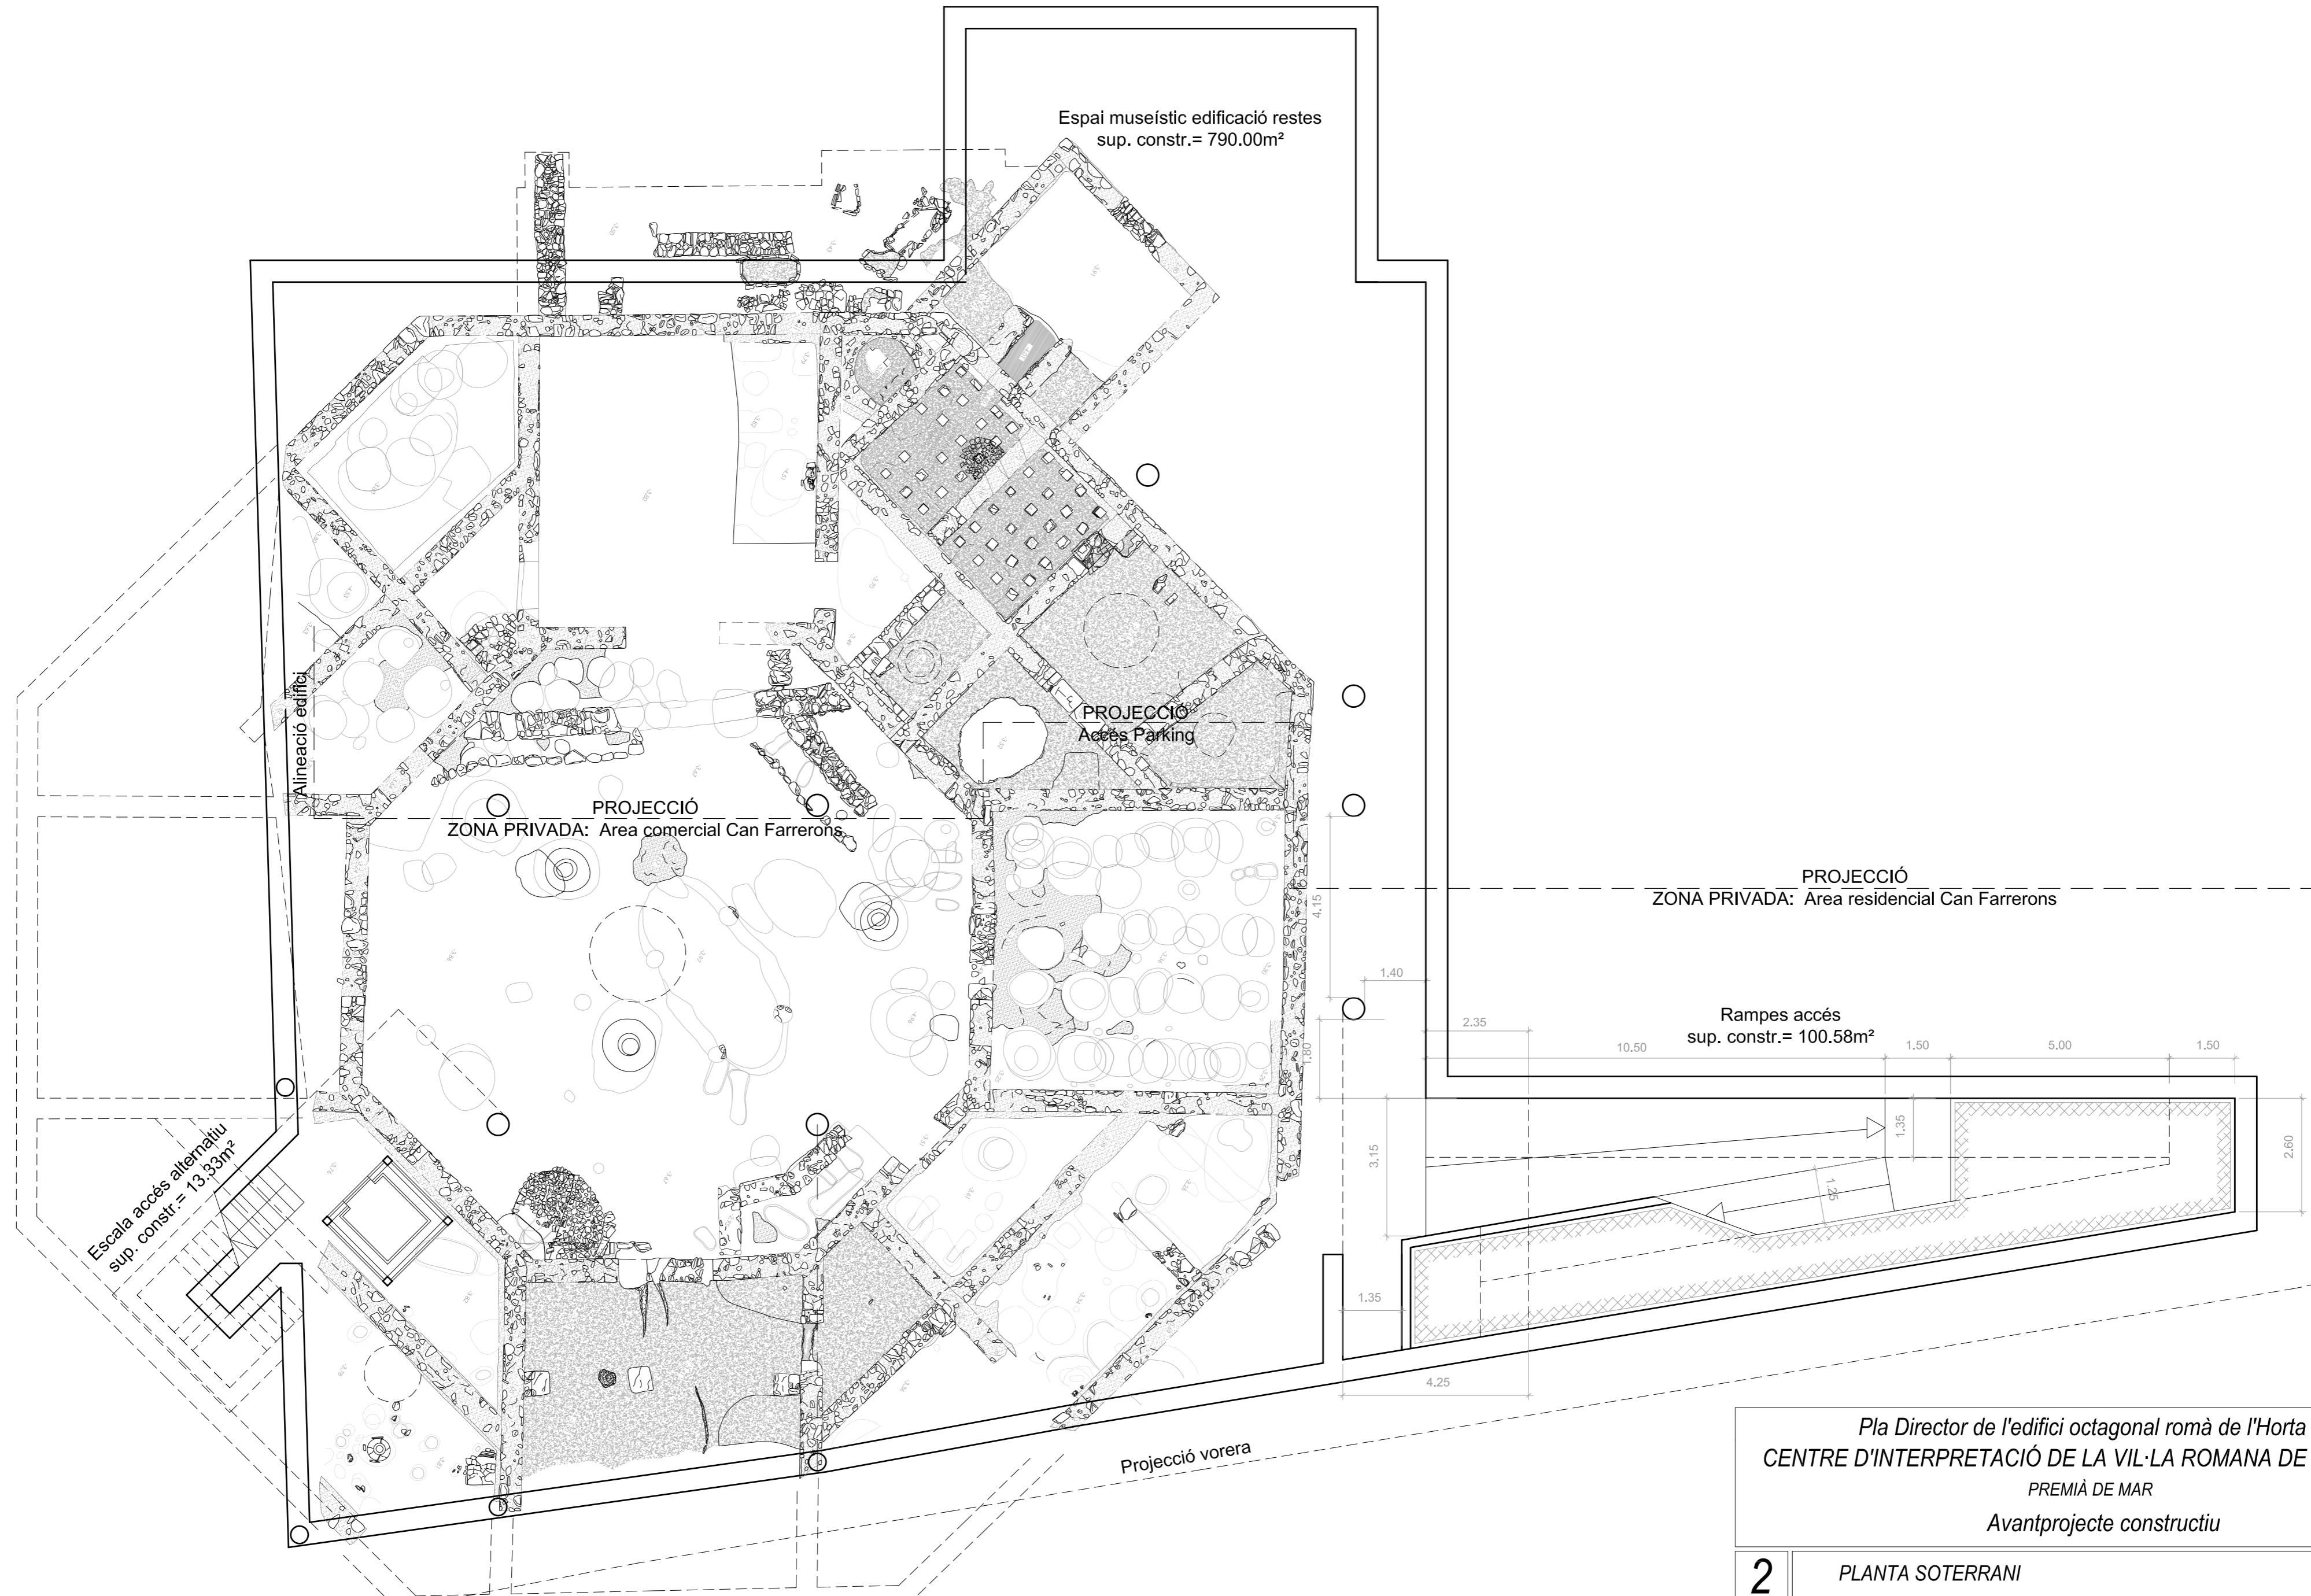 Espai museístic edificació restes
sup. constr.= 790.00m²
Alineació edifici
PROJECCIÓ
Accés Parking
PROJECCIÓ
ZONA PRIVADA: Area comercial Can Farrerons
PROJECCIÓ
ZONA PRIVADA: Area residencial Can Farrerons
4.15
1.40
Rampes accés
sup. constr.= 100.58m²
2.35
10.50
1.50
5.00
1.50
1.80
3.15
1.35
2.60
1.25
Escala accés alternatiu
sup. constr.= 13.33m²
1.35
4.25
Projecció vorera
Pla Director de l'edifici octagonal romà de l'Horta
CENTRE D'INTERPRETACIÓ DE LA VIL·LA ROMANA DE
PREMIÀ DE MAR
Avantprojecte constructiu
2
PLANTA SOTERRANI